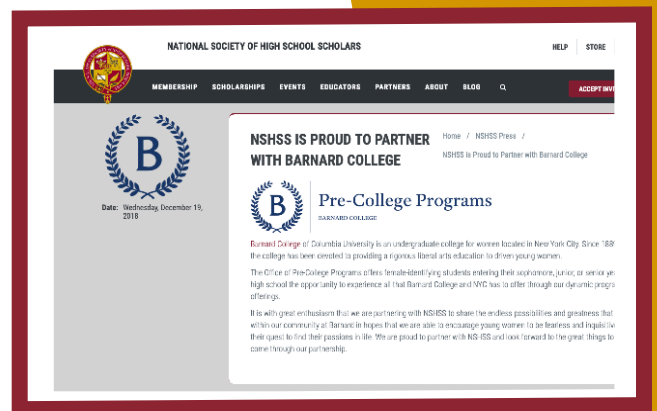 NATIONAL SOCIETY OF HIGH SCHOOL SCHOLARS
HELP STORE
MEMBERSHIP SCHOLARSHIPS EVENTS EDUCATORS PARTNERS ABOUT BLOG
ACCEPT INVI
B
Date: Wednesday, December 19,
2018
NSHSS IS PROUD TO PARTNER
WITH BARNARD COLLEGE
Home / NSHSS Press /
NSHSS is Proud to Partner with Barnard College
B
Pre-College Programs
BARNARD COLLEGE
Barnard College of Columbia University is an undergraduate college for women located in New York City. Since 188
the college has been devoted to providing a rigorous liberal arts education to driven young women.
The Office of Pre-College Programs offers female-identifying students entering their sophomore, junior, or senior ye
high school the opportunity to experience all that Barnard College and NYC has to offer through our dynamic progra
offerings.
It is with great enthusiasm that we are partnering with NSHSS to share the endless possibilities and greatness that
within our community at Barnard in hopes that we are able to encourage young women to be fearless and inquisitiv
their quest to find their passions in life. We are proud to partner with NSHSS and look forward to the great things to
come through our partnership.